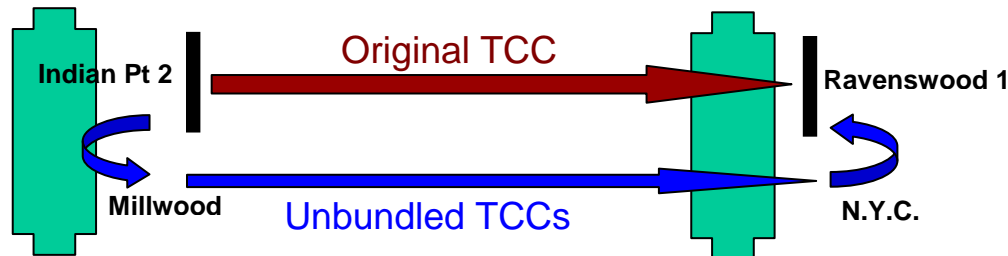 Original TCC
Indian Pt 2
Ravenswood 1
Millwood
Unbundled TCCs
N.Y.C.